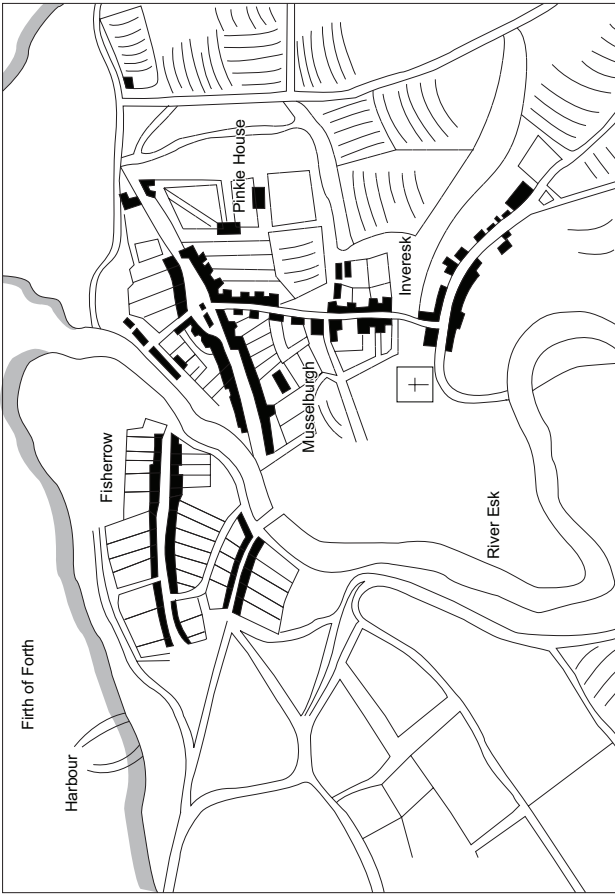 Firth of Forth
Harbour
Fisherrow
River Esk
Musselburgh
Pinkie House
Inveresk